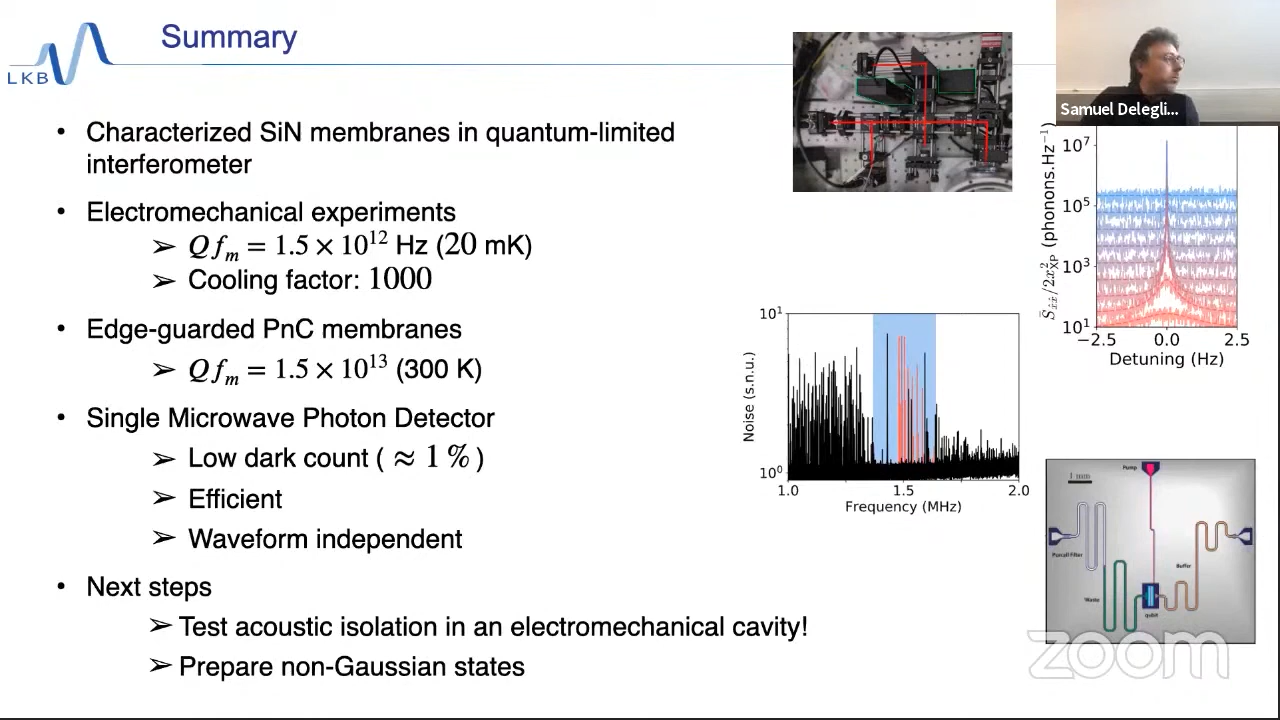 LKB
Summary
• Characterized SiN membranes in quantum-limited
interferometer
• Electromechanical experiments
➢ Qf_m = 1.5 × 10^12 Hz (20 mK)
➢ Cooling factor: 1000
• Edge-guarded PnC membranes
➢ Qf_m = 1.5 × 10^13 (300 K)
• Single Microwave Photon Detector
➢ Low dark count ( ≈ 1 % )
➢ Efficient
➢ Waveform independent
• Next steps
➢ Test acoustic isolation in an electromechanical cavity!
➢ Prepare non-Gaussian states
Samuel Delegli...
10^7
10^5
10^3
10^1
−2.5 0.0 2.5
Detuning (Hz)
10^1
10^0
Noise (s.n.u.)
1.0 1.5 2.0
Frequency (MHz)
Pump
1 mm
Purcell Filter
Buffer
Waste
qubit
zoom